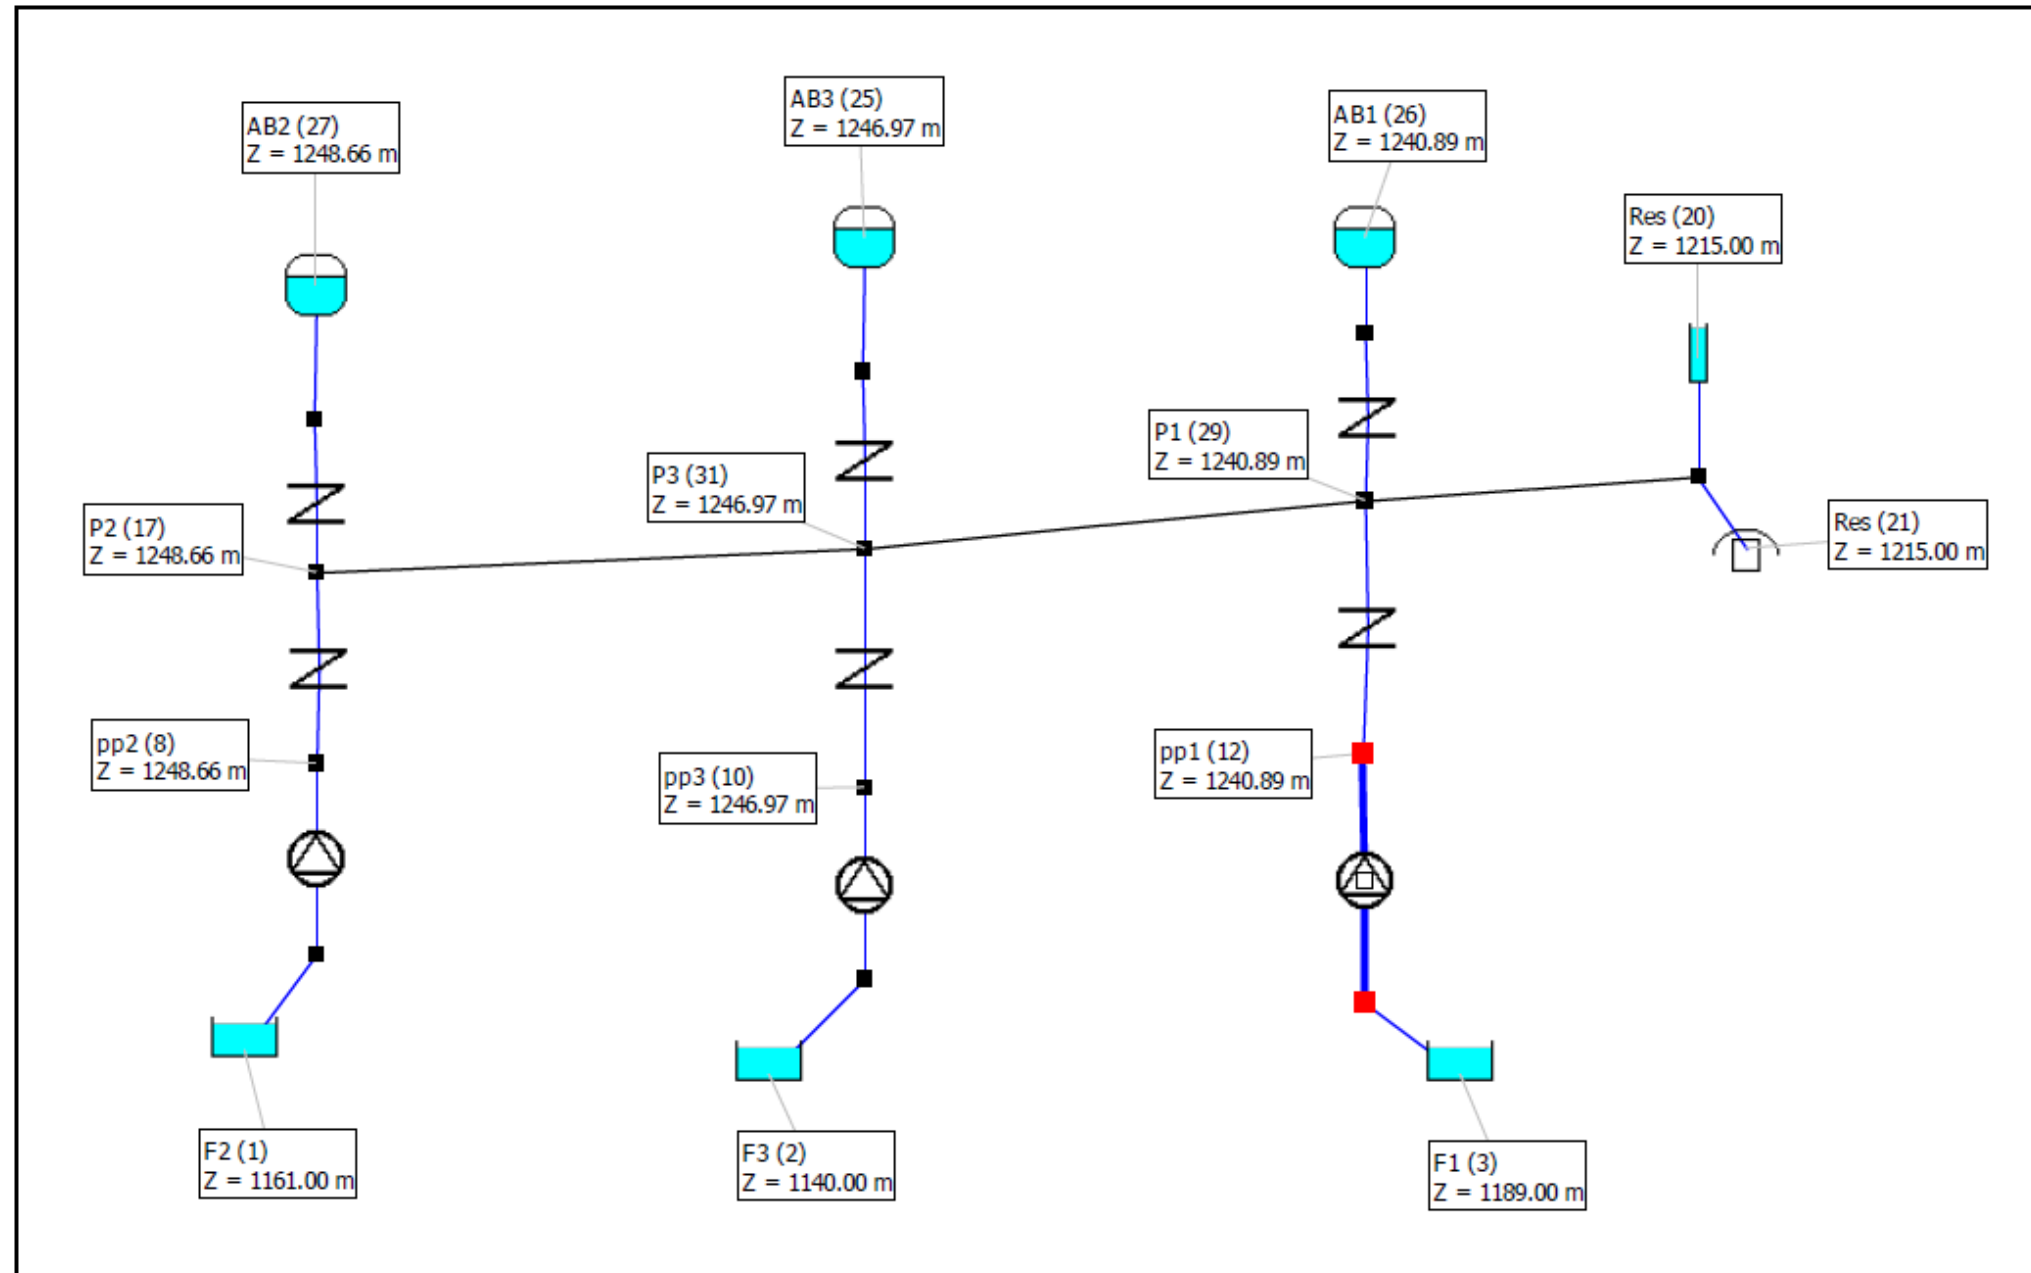 AB3 (25)
Z = 1246.97 m
AB1 (26)
Z = 1240.89 m
AB2 (27)
Z = 1248.66 m
Res (20)
Z = 1215.00 m
P1 (29)
Z = 1240.89 m
P3 (31)
Z = 1246.97 m
P2 (17)
Z = 1248.66 m
Res (21)
Z = 1215.00 m
pp2 (8)
Z = 1248.66 m
pp1 (12)
Z = 1240.89 m
pp3 (10)
Z = 1246.97 m
F2 (1)
Z = 1161.00 m
F3 (2)
Z = 1140.00 m
F1 (3)
Z = 1189.00 m